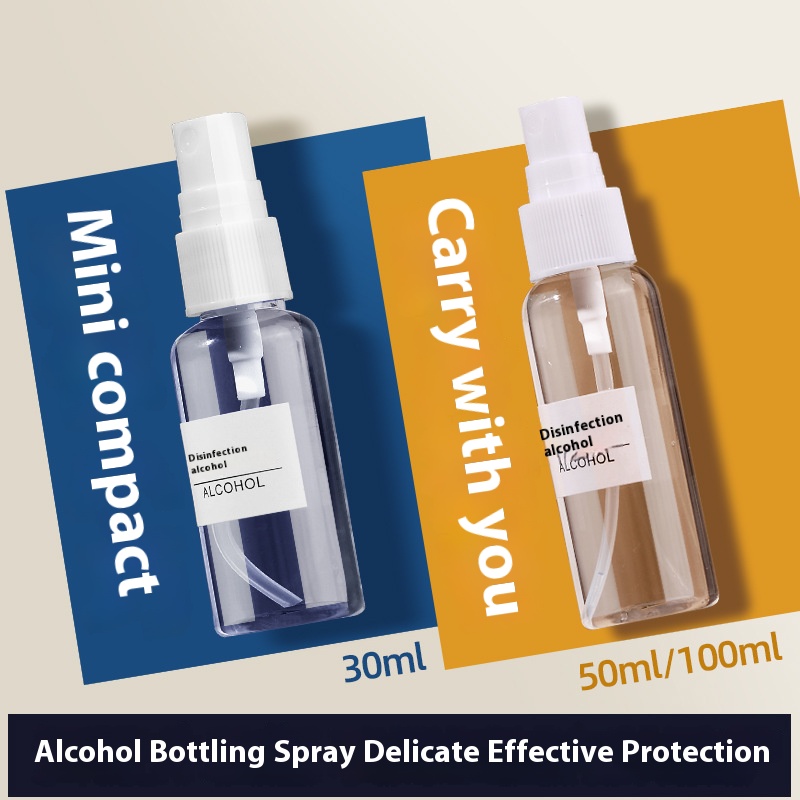 Mini compact
Carry with you
Disinfection
alcohol
ALCOHOL
Disinfection
alcohol
ALCOHOL
30ml
50ml/100ml
Alcohol Bottling Spray Delicate Effective Protection